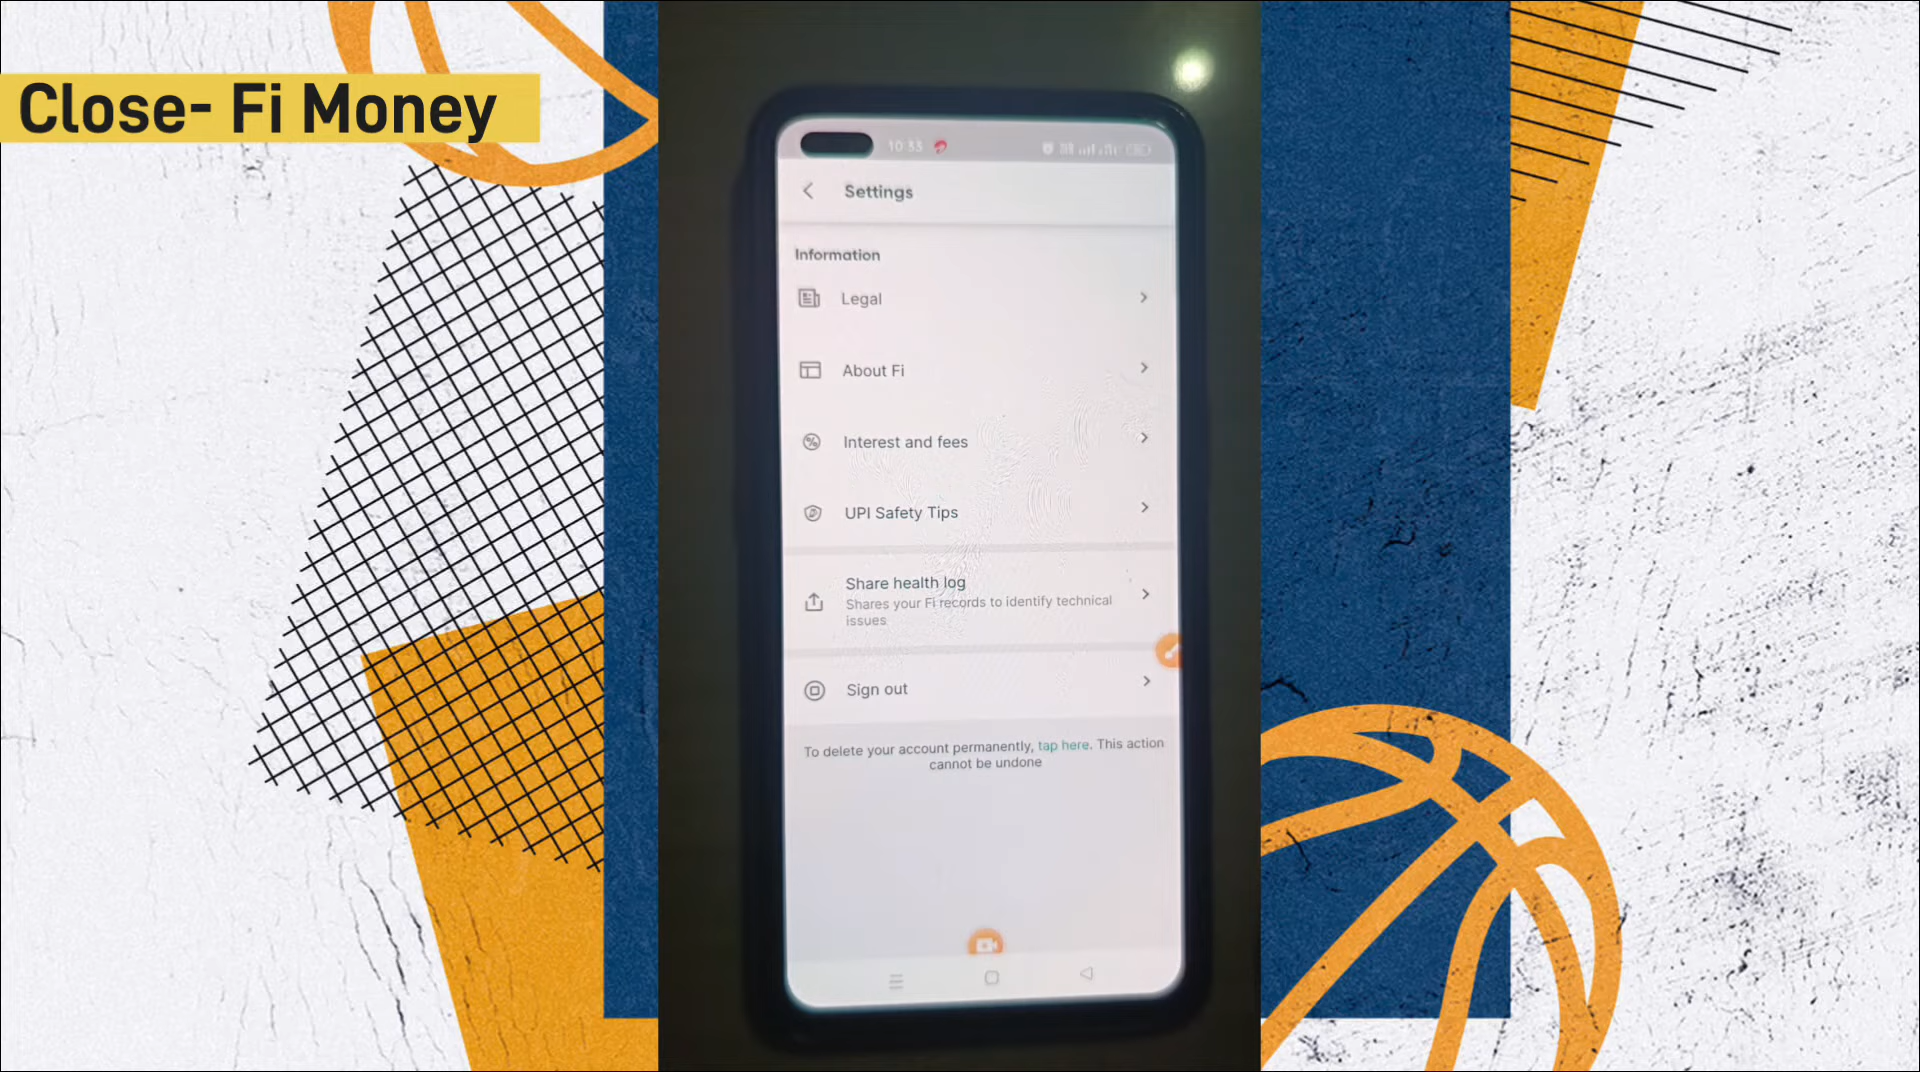 Close- Fi Money
10:33
Settings
Information
Legal
About Fi
Interest and fees
UPI Safety Tips
Share health log
Shares your Fi records to identify technical
issues
Sign out
To delete your account permanently, tap here. This action
cannot be undone